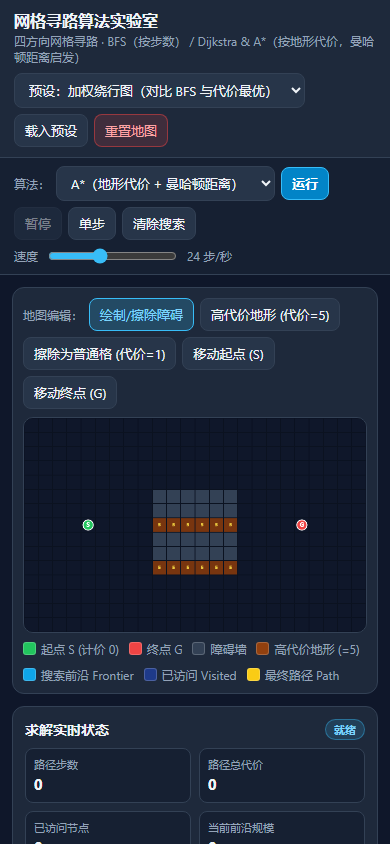 网格寻路算法实验室
四方向网格寻路 · BFS（按步数） / Dijkstra & A*（按地形代价，曼哈
顿距离启发）
预设：加权绕行图（对比 BFS 与代价最优）
载入预设 重置地图
算法： A*（地形代价 + 曼哈顿距离） 运行
暂停 单步 清除搜索
速度 24 步/秒
地图编辑： 绘制/擦除障碍 高代价地形 (代价=5)
擦除为普通格 (代价=1) 移动起点 (S)
移动终点 (G)
S G
起点 S (计价 0) 终点 G 障碍墙 高代价地形 (=5)
搜索前沿 Frontier 已访问 Visited 最终路径 Path
求解实时状态 就绪
路径步数 路径总代价
0 0
已访问节点 当前前沿规模